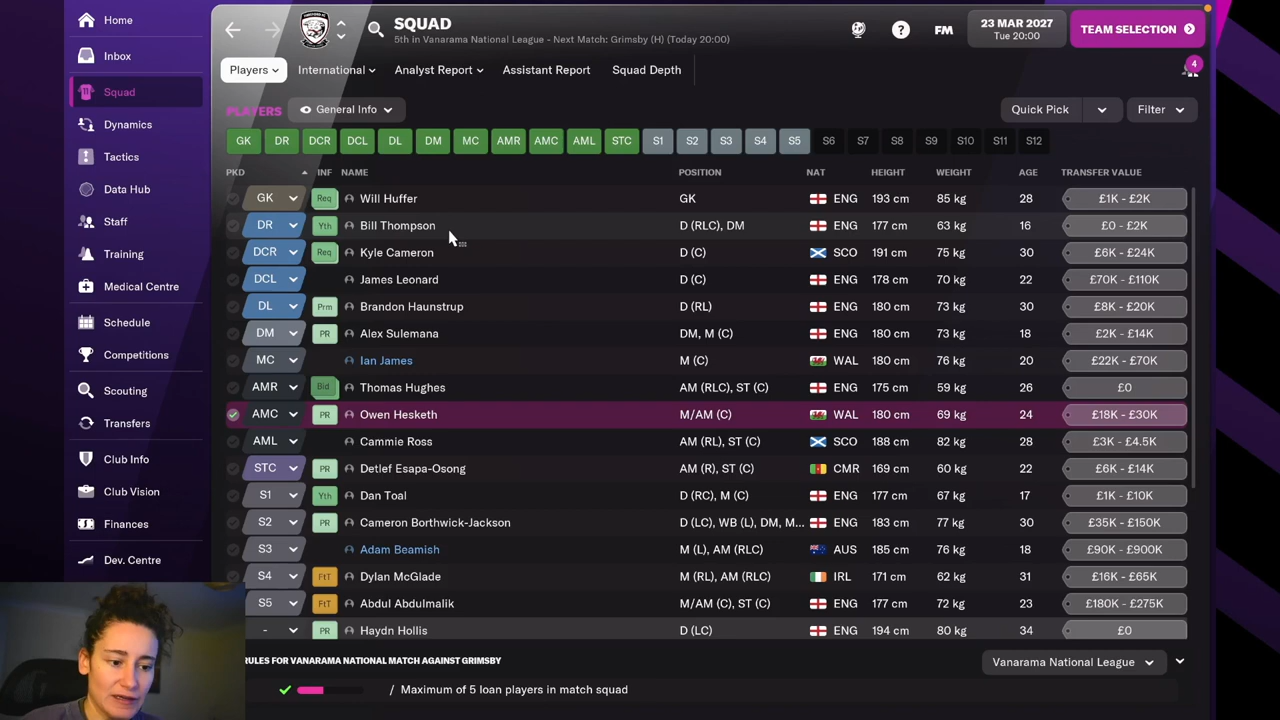 Home
Inbox
Squad
Dynamics
Tactics
Data Hub
Staff
Training
Medical Centre
Schedule
Competitions
Scouting
Transfers
Club Info
Club Vision
Finances
Dev. Centre
SQUAD
5th in Vanarama National League - Next Match: Grimsby (H) (Today 20:00)
FM
23 MAR 2027
Tue 20:00
TEAM SELECTION
Players International Analyst Report Assistant Report Squad Depth
4
PLAYERS General Info Quick Pick Filter
GK DR DCR DCL DL DM MC AMR AMC AML STC S1 S2 S3 S4 S5 S6 S7 S8 S9 S10 S11 S12
PKD INF NAME POSITION NAT HEIGHT WEIGHT AGE TRANSFER VALUE
GK Req Will Huffer GK ENG 193 cm 85 kg 28 £1K - £2K
DR Yth Bill Thompson D (RLC), DM ENG 177 cm 63 kg 16 £0 - £2K
DCR Req Kyle Cameron D (C) SCO 191 cm 75 kg 30 £6K - £24K
DCL James Leonard D (C) ENG 178 cm 70 kg 22 £70K - £110K
DL Prm Brandon Haunstrup D (RL) ENG 180 cm 73 kg 30 £8K - £20K
DM PR Alex Sulemana DM, M (C) ENG 180 cm 73 kg 18 £2K - £14K
MC Ian James M (C) WAL 180 cm 76 kg 20 £22K - £70K
AMR Bid Thomas Hughes AM (RLC), ST (C) ENG 175 cm 59 kg 26 £0
AMC PR Owen Hesketh M/AM (C) WAL 180 cm 69 kg 24 £18K - £30K
AML Cammie Ross AM (RL), ST (C) SCO 188 cm 82 kg 28 £3K - £4.5K
STC PR Detlef Esapa-Osong AM (R), ST (C) CMR 169 cm 60 kg 22 £6K - £14K
S1 Yth Dan Toal D (RC), M (C) ENG 177 cm 67 kg 17 £1K - £10K
S2 PR Cameron Borthwick-Jackson D (LC), WB (L), DM, M... ENG 183 cm 77 kg 30 £35K - £150K
S3 Adam Beamish M (L), AM (RLC) AUS 185 cm 76 kg 18 £90K - £900K
S4 FtT Dylan McGlade M (RL), AM (RLC) IRL 171 cm 62 kg 31 £16K - £65K
S5 FtT Abdul Abdulmalik M/AM (C), ST (C) ENG 177 cm 72 kg 23 £180K - £275K
- PR Haydn Hollis D (LC) ENG 194 cm 80 kg 34 £0
RULES FOR VANARAMA NATIONAL MATCH AGAINST GRIMSBY Vanarama National League
/ Maximum of 5 loan players in match squad